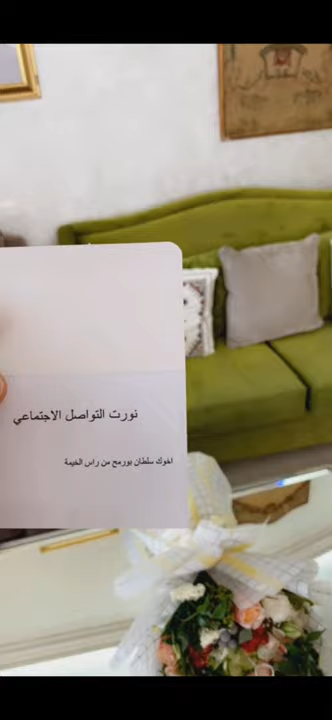 نورت التواصل الاجتماعي
اخوك سلطان بورمح من راس الخيمة